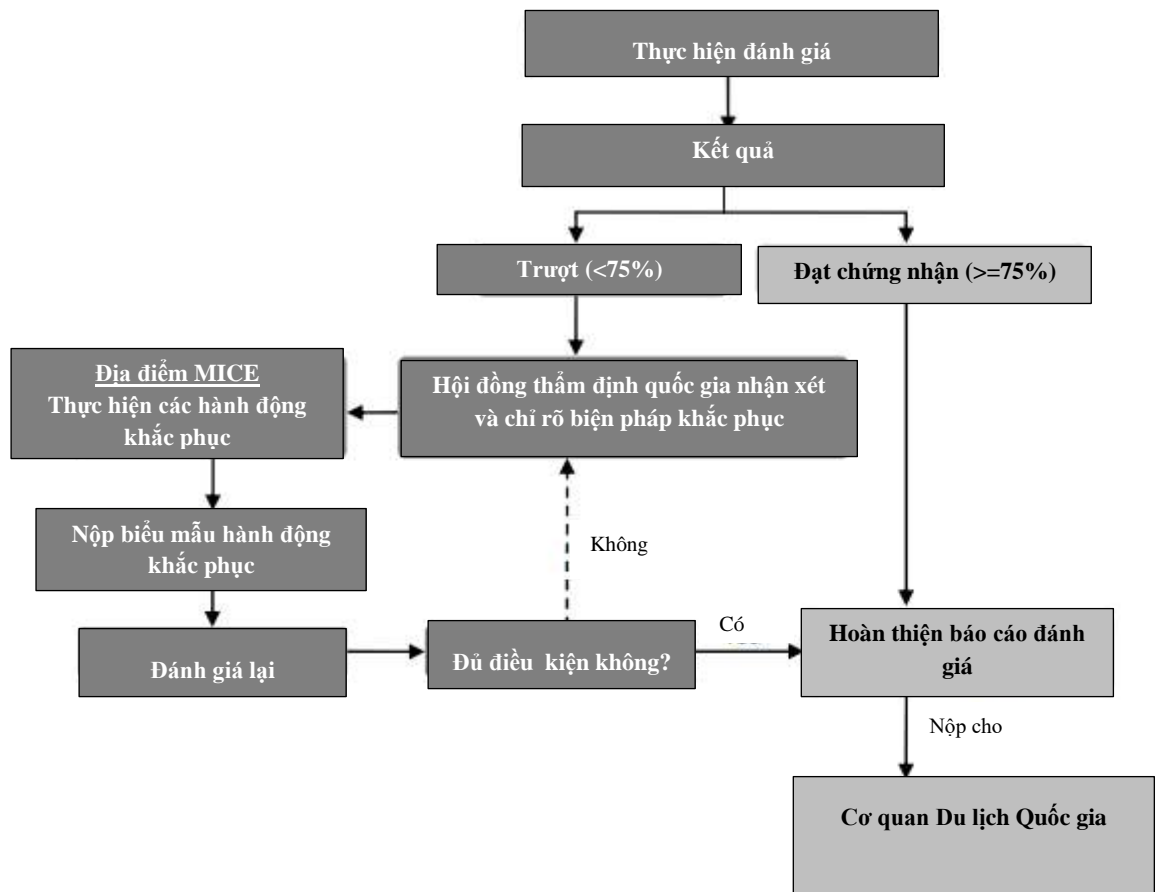 Thực hiện đánh giá
Kết quả
Trượt (<75%)
Đạt chứng nhận (>=75%)
Địa điểm MICE
Thực hiện các hành động
khắc phục
Hội đồng thẩm định quốc gia nhận xét
và chỉ rõ biện pháp khắc phục
Nộp biểu mẫu hành động
khắc phục
Không
Đánh giá lại
Đủ điều kiện không?
Có
Hoàn thiện báo cáo đánh
giá
Nộp cho
Cơ quan Du lịch Quốc gia